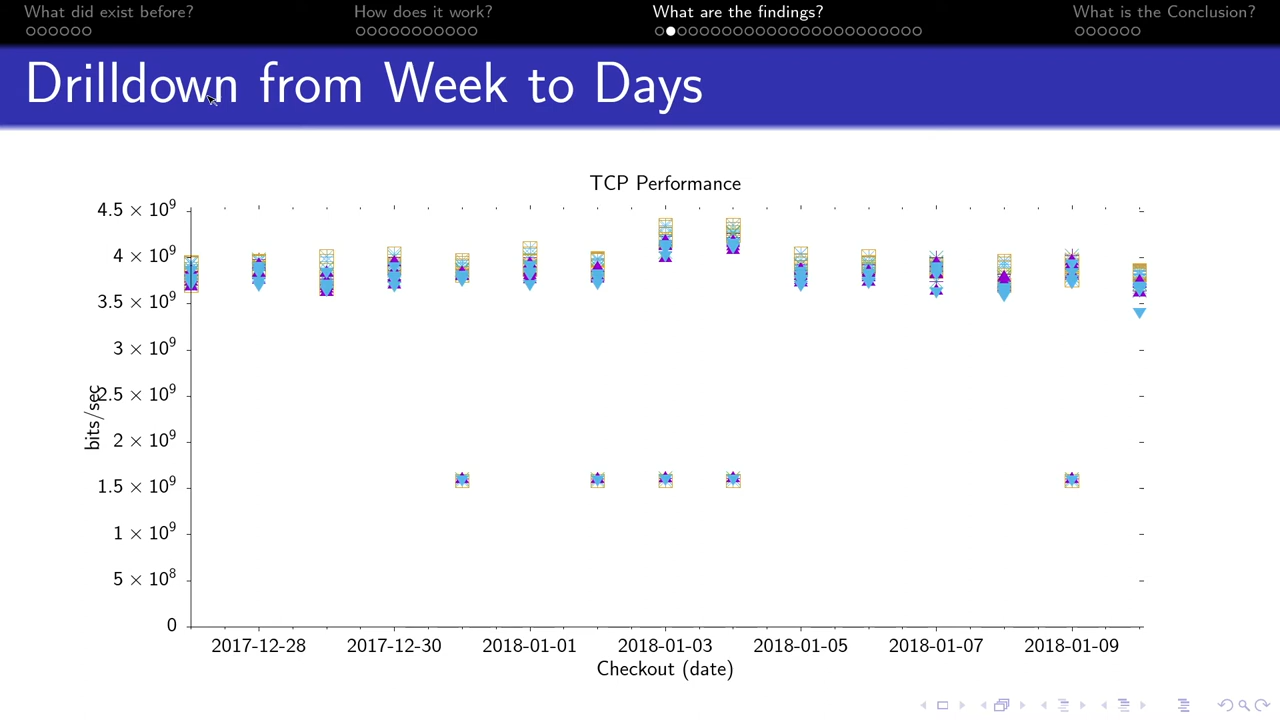 What did exist before? How does it work? What are the findings? What is the Conclusion?
Drilldown from Week to Days
TCP Performance
4.5 × 10⁹
4 × 10⁹
3.5 × 10⁹
3 × 10⁹
2.5 × 10⁹
2 × 10⁹
1.5 × 10⁹
1 × 10⁹
5 × 10⁸
0
bits/sec
2017-12-28 2017-12-30 2018-01-01 2018-01-03 2018-01-05 2018-01-07 2018-01-09
Checkout (date)